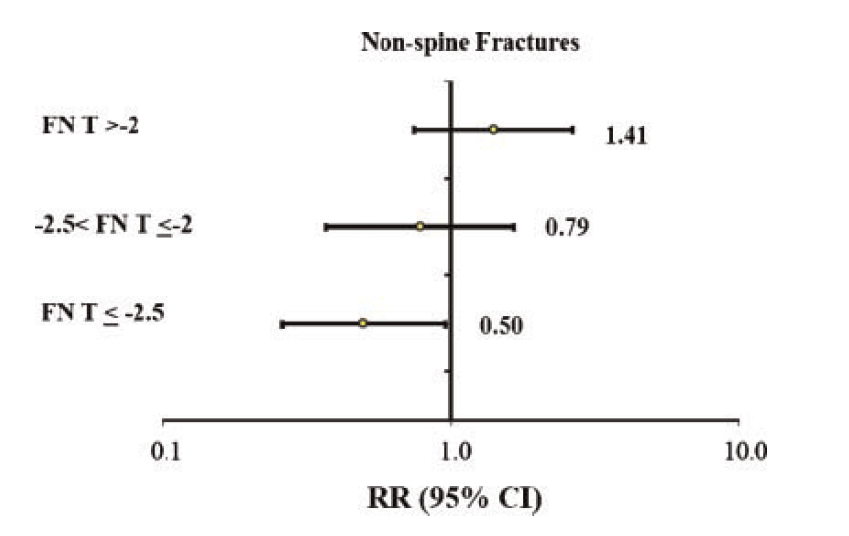 Non-spine Fractures
FN T >-2
1.41
-2.5< FN T ≤-2
0.79
FN T ≤ -2.5
0.50
0.1 1.0 10.0
RR (95% CI)